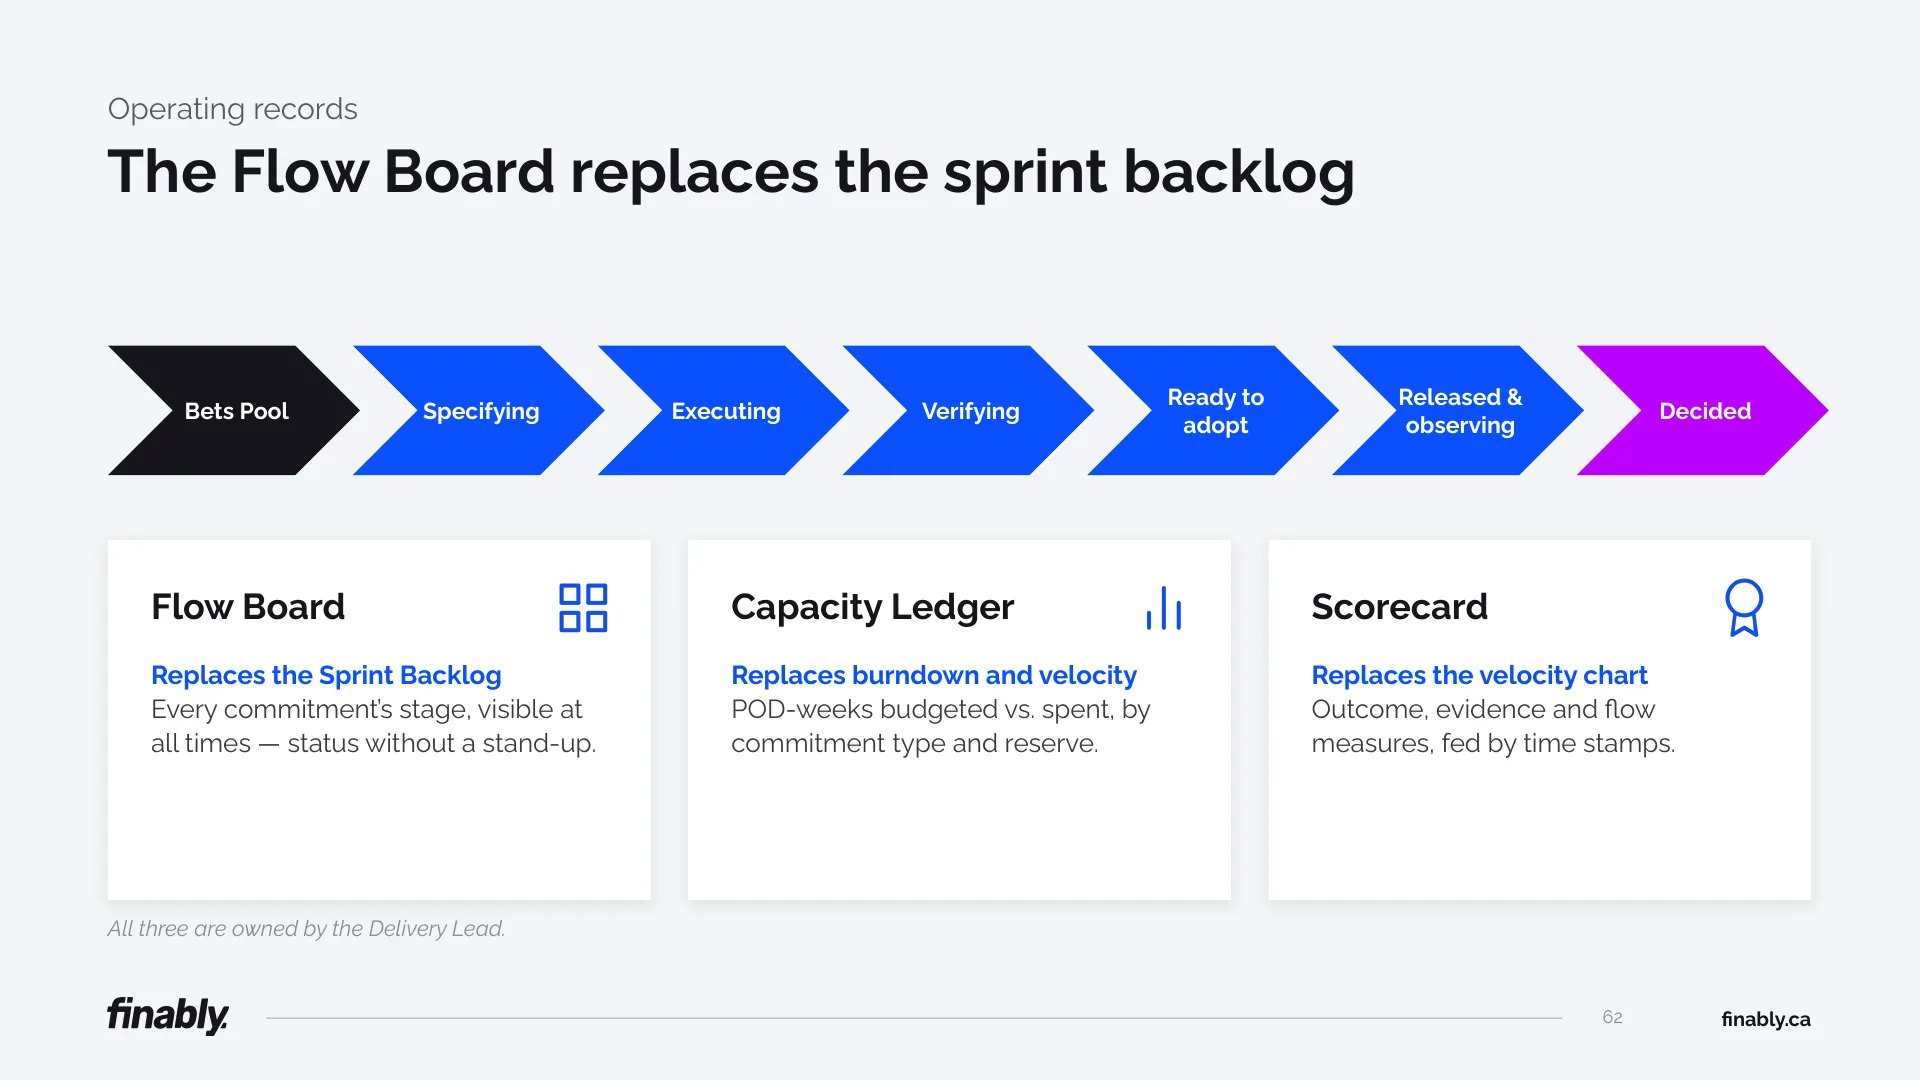 Operating records
The Flow Board replaces the sprint backlog
Bets Pool
Specifying
Executing
Verifying
Ready to
adopt
Released &
observing
Decided
Flow Board
Replaces the Sprint Backlog
Every commitment’s stage, visible at
all times — status without a stand-up.
Capacity Ledger
Replaces burndown and velocity
POD-weeks budgeted vs. spent, by
commitment type and reserve.
Scorecard
Replaces the velocity chart
Outcome, evidence and flow
measures, fed by time stamps.
All three are owned by the Delivery Lead.
finably.
62
finably.ca